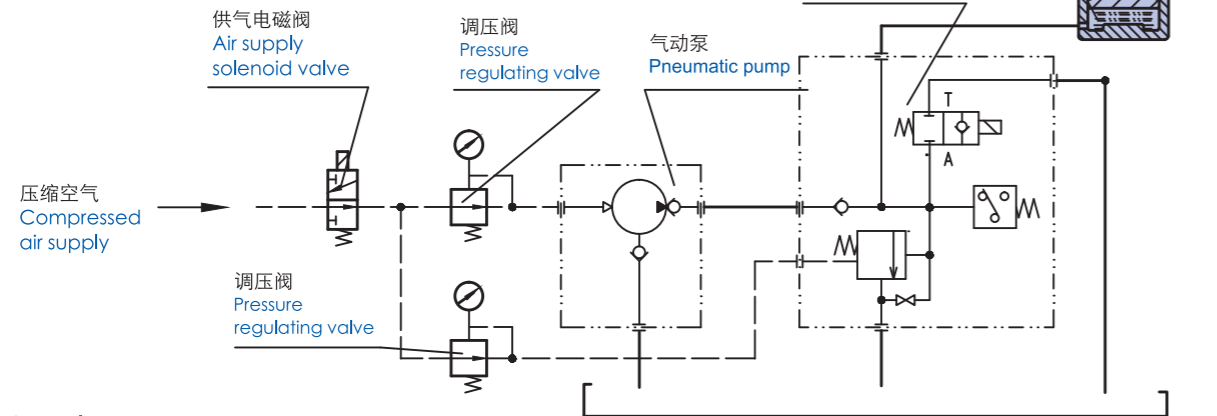 供气电磁阀
Air supply
solenoid valve
调压阀
Pressure
regulating valve
气动泵
Pneumatic pump
T
A
压缩空气
Compressed
air supply
调压阀
Pressure
regulating valve